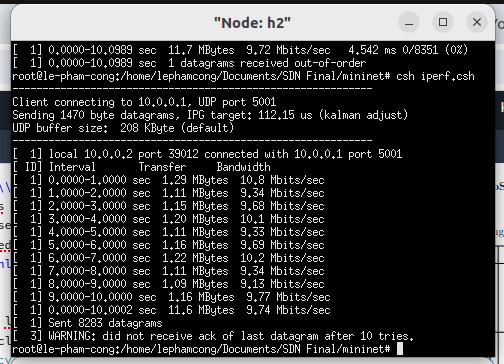 "Node: h2"
[  1] 0.0000-10.0989 sec  11.7 MBytes  9.72 Mbits/sec   4.542 ms 0/8351 (0%)
[  1] 0.0000-10.0989 sec  1 datagrams received out-of-order
root@le-pham-cong:/home/lephamcong/Documents/SDN Final/mininet# csh iperf.csh
------------------------------------------------------------
Client connecting to 10.0.0.1, UDP port 5001
Sending 1470 byte datagrams, IPG target: 112.15 us (kalman adjust)
UDP buffer size:  208 KByte (default)
------------------------------------------------------------
[  1] local 10.0.0.2 port 39012 connected with 10.0.0.1 port 5001
[ ID] Interval       Transfer     Bandwidth
[  1] 0.0000-1.0000 sec  1.29 MBytes  10.8 Mbits/sec
[  1] 1.0000-2.0000 sec  1.11 MBytes  9.34 Mbits/sec
[  1] 2.0000-3.0000 sec  1.15 MBytes  9.68 Mbits/sec
[  1] 3.0000-4.0000 sec  1.20 MBytes  10.1 Mbits/sec
[  1] 4.0000-5.0000 sec  1.11 MBytes  9.33 Mbits/sec
[  1] 5.0000-6.0000 sec  1.16 MBytes  9.69 Mbits/sec
[  1] 6.0000-7.0000 sec  1.22 MBytes  10.2 Mbits/sec
[  1] 7.0000-8.0000 sec  1.11 MBytes  9.34 Mbits/sec
[  1] 8.0000-9.0000 sec  1.09 MBytes  9.13 Mbits/sec
[  1] 9.0000-10.0000 sec  1.16 MBytes  9.77 Mbits/sec
[  1] 0.0000-10.0002 sec  11.6 MBytes  9.74 Mbits/sec
[  1] Sent 8283 datagrams
[  3] WARNING: did not receive ack of last datagram after 10 tries.
root@le-pham-cong:/home/lephamcong/Documents/SDN Final/mininet#